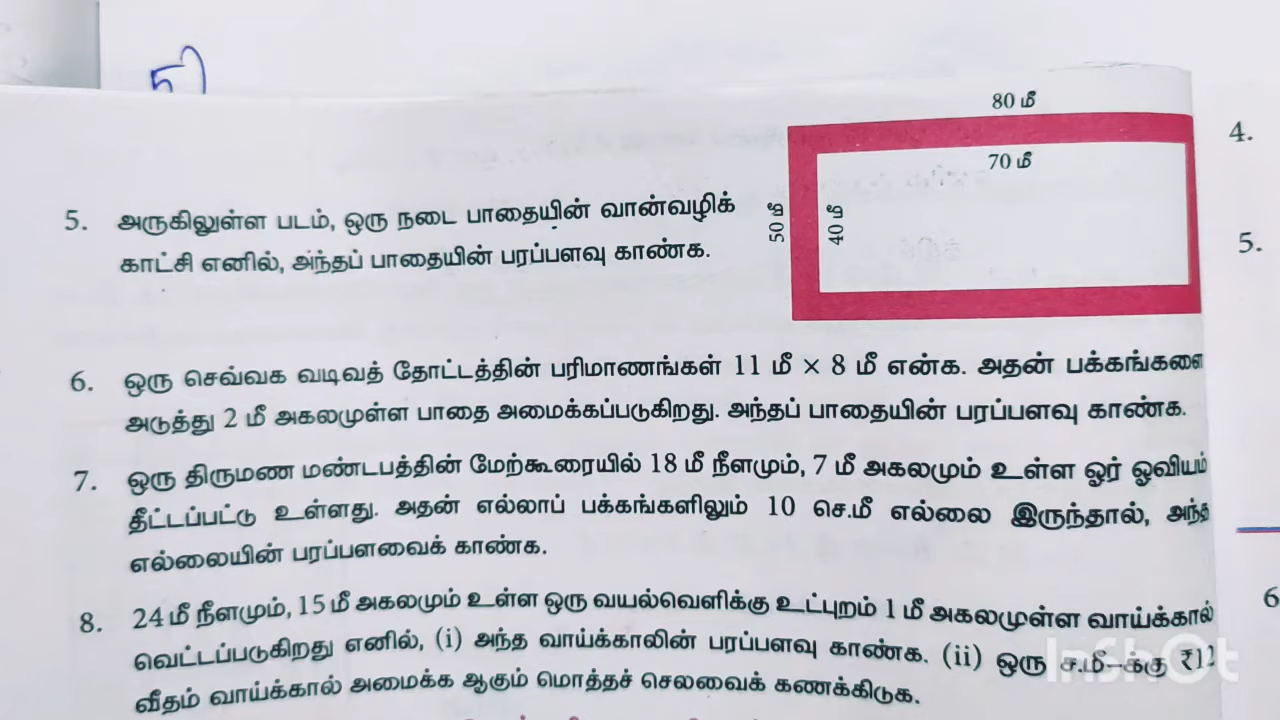 5)
80 மீ
70 மீ
50 மீ
40 மீ
4.
5.
5. அருகிலுள்ள படம், ஒரு நடை பாதையின் வான்வழிக்
காட்சி எனில், அந்தப் பாதையின் பரப்பளவு காண்க.
6. ஒரு செவ்வக வடிவத் தோட்டத்தின் பரிமாணங்கள் 11 மீ × 8 மீ என்க. அதன் பக்கங்களை
அடுத்து 2 மீ அகலமுள்ள பாதை அமைக்கப்படுகிறது. அந்தப் பாதையின் பரப்பளவு காண்க.
7. ஒரு திருமண மண்டபத்தின் மேற்கூரையில் 18 மீ நீளமும், 7 மீ அகலமும் உள்ள ஓர் ஓவியம்
தீட்டப்பட்டு உள்ளது. அதன் எல்லாப் பக்கங்களிலும் 10 செ.மீ எல்லை இருந்தால், அந்த
எல்லையின் பரப்பளவைக் காண்க.
8. 24 மீ நீளமும், 15 மீ அகலமும் உள்ள ஒரு வயல்வெளிக்கு உட்புறம் 1 மீ அகலமுள்ள வாய்க்கால்
வெட்டப்படுகிறது எனில், (i) அந்த வாய்க்காலின் பரப்பளவு காண்க. (ii) ஒரு ச.மீ–க்கு ₹12
வீதம் வாய்க்கால் அமைக்க ஆகும் மொத்தச் செலவைக் கணக்கிடுக.
6
InShOt